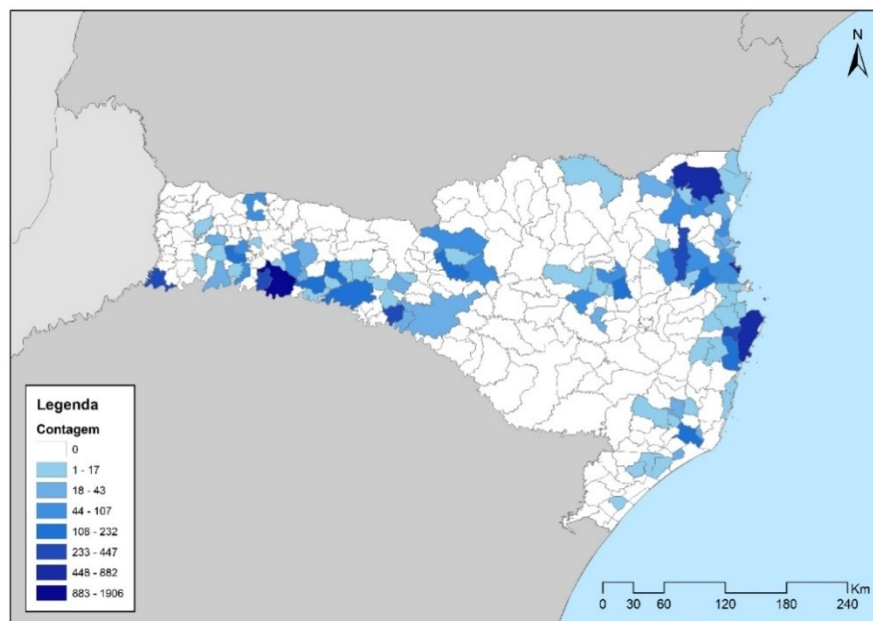 N
Legenda
Contagem
0
1 - 17
18 - 43
44 - 107
108 - 232
233 - 447
448 - 882
883 - 1906
Km
0 30 60 120 180 240